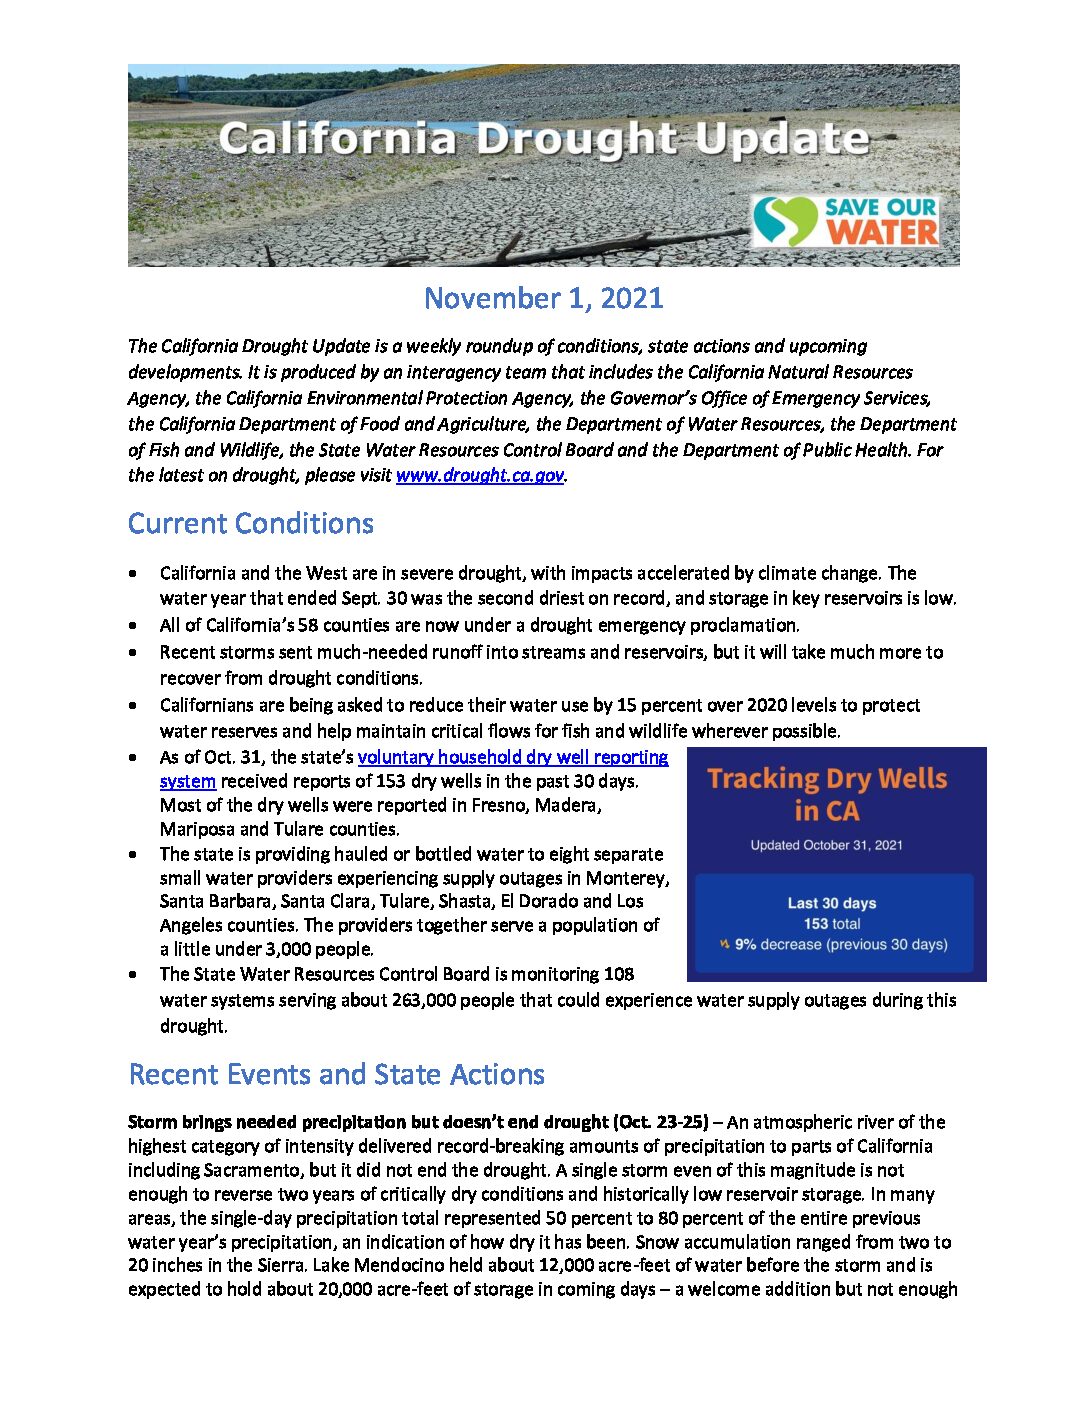 California Drought Update
SAVE OUR
WATER
November 1, 2021
The California Drought Update is a weekly roundup of conditions, state actions and upcoming
developments. It is produced by an interagency team that includes the California Natural Resources
Agency, the California Environmental Protection Agency, the Governor’s Office of Emergency Services,
the California Department of Food and Agriculture, the Department of Water Resources, the Department
of Fish and Wildlife, the State Water Resources Control Board and the Department of Public Health. For
the latest on drought, please visit www.drought.ca.gov.
Current Conditions
• California and the West are in severe drought, with impacts accelerated by climate change. The
water year that ended Sept. 30 was the second driest on record, and storage in key reservoirs is low.
• All of California’s 58 counties are now under a drought emergency proclamation.
• Recent storms sent much-needed runoff into streams and reservoirs, but it will take much more to
recover from drought conditions.
• Californians are being asked to reduce their water use by 15 percent over 2020 levels to protect
water reserves and help maintain critical flows for fish and wildlife wherever possible.
• As of Oct. 31, the state’s voluntary household dry well reporting
system received reports of 153 dry wells in the past 30 days.
Most of the dry wells were reported in Fresno, Madera,
Mariposa and Tulare counties.
• The state is providing hauled or bottled water to eight separate
small water providers experiencing supply outages in Monterey,
Santa Barbara, Santa Clara, Tulare, Shasta, El Dorado and Los
Angeles counties. The providers together serve a population of
a little under 3,000 people.
• The State Water Resources Control Board is monitoring 108
water systems serving about 263,000 people that could experience water supply outages during this
drought.
Tracking Dry Wells
in CA
Updated October 31, 2021
Last 30 days
153 total
9% decrease (previous 30 days)
Recent Events and State Actions
Storm brings needed precipitation but doesn’t end drought (Oct. 23-25) – An atmospheric river of the
highest category of intensity delivered record-breaking amounts of precipitation to parts of California
including Sacramento, but it did not end the drought. A single storm even of this magnitude is not
enough to reverse two years of critically dry conditions and historically low reservoir storage. In many
areas, the single-day precipitation total represented 50 percent to 80 percent of the entire previous
water year’s precipitation, an indication of how dry it has been. Snow accumulation ranged from two to
20 inches in the Sierra. Lake Mendocino held about 12,000 acre-feet of water before the storm and is
expected to hold about 20,000 acre-feet of storage in coming days – a welcome addition but not enough